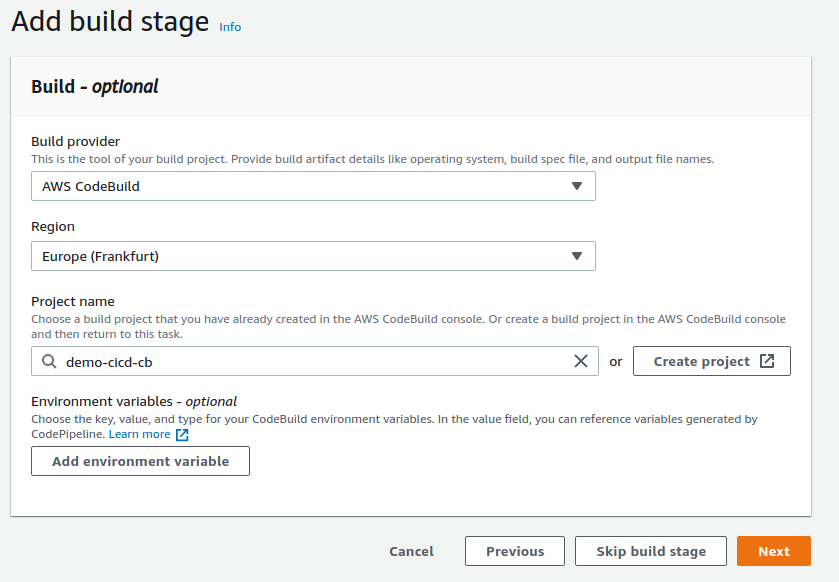 Add build stage Info
Build - optional
Build provider
This is the tool of your build project. Provide build artifact details like operating system, build spec file, and output file names.
AWS CodeBuild
Region
Europe (Frankfurt)
Project name
Choose a build project that you have already created in the AWS CodeBuild console. Or create a build project in the AWS CodeBuild console
and then return to this task.
demo-cicd-cb or Create project
Environment variables - optional
Choose the key, value, and type for your CodeBuild environment variables. In the value field, you can reference variables generated by
CodePipeline. Learn more
Add environment variable
Cancel Previous Skip build stage Next